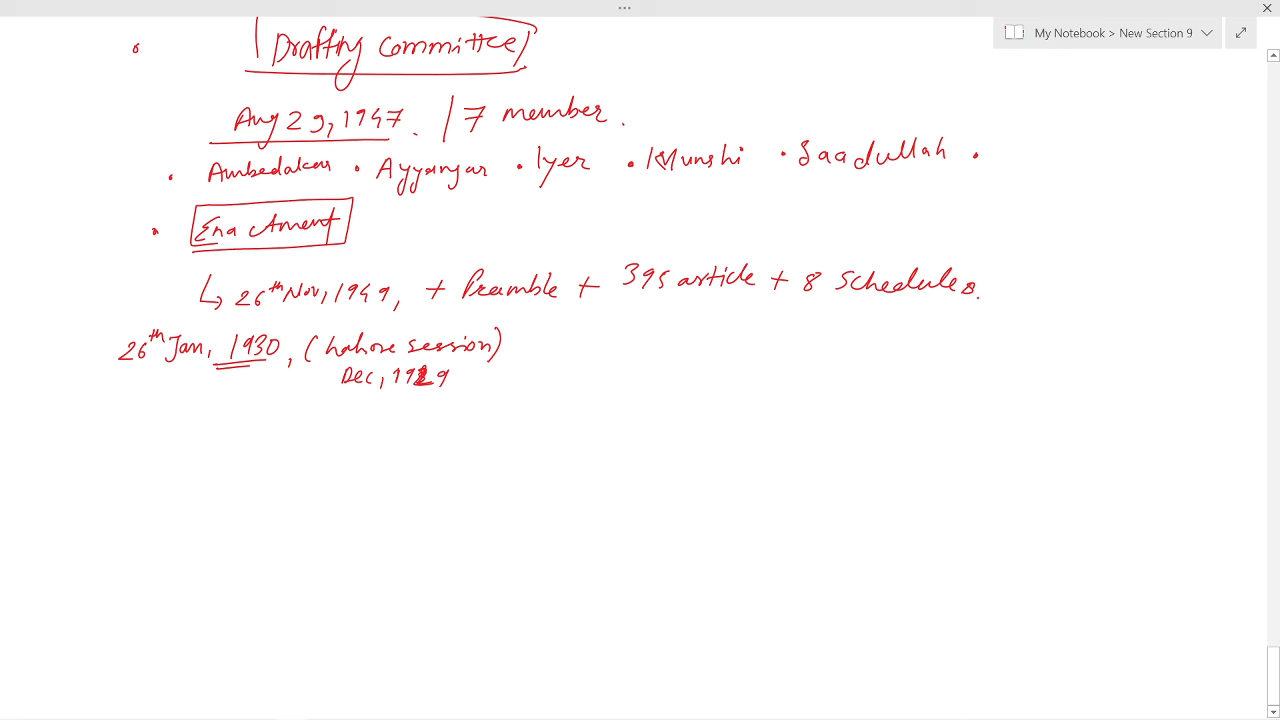 My Notebook > New Section 9
• Drafting Committee
Aug 29, 1947. / 7 member.
• Ambedakar • Ayyangar • Iyer • Munshi • Saadullah •
• Enactment
↳ 26th Nov, 1949, + Preamble + 395 article + 8 Schedules.
26th Jan, 1930, (Lahore session)
Dec, 1929